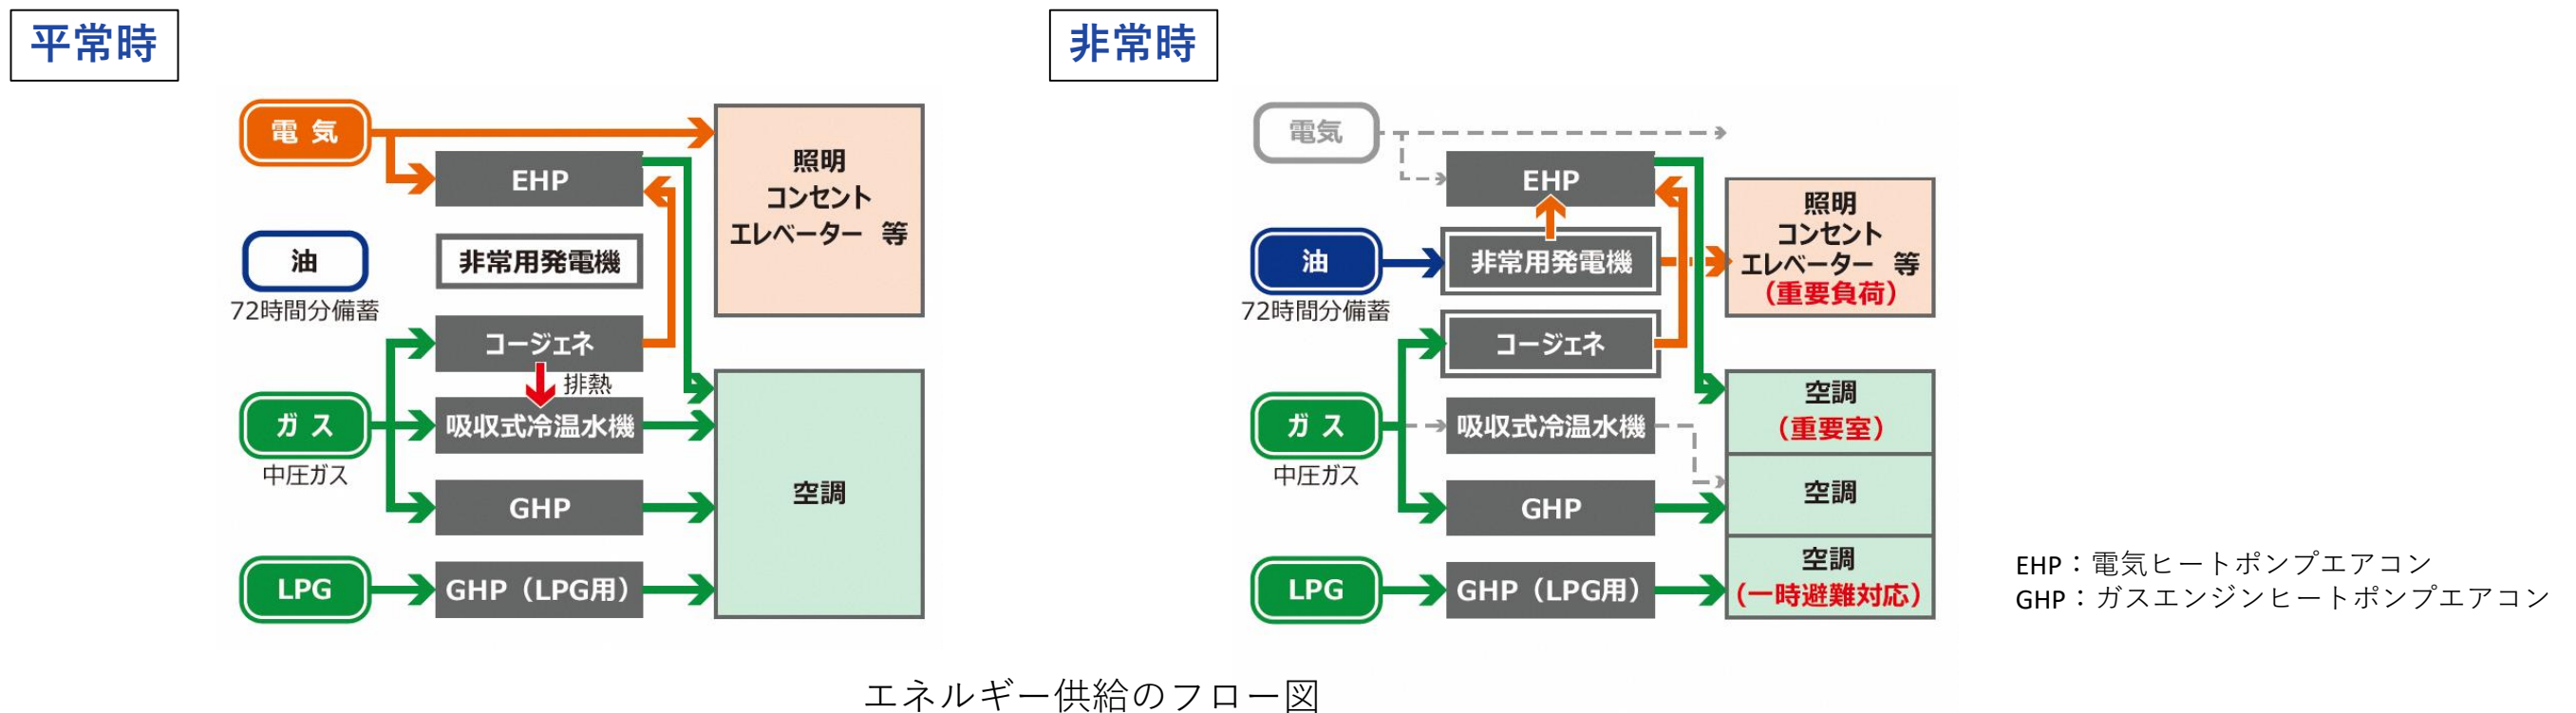 平常時
電 気
EHP
照明
コンセント
エレベーター 等
油
72時間分備蓄
非常用発電機
コージェネ
排熱
ガ ス
中圧ガス
吸収式冷温水機
GHP
空調
LPG
GHP（LPG用）
非常時
電気
EHP
照明
コンセント
エレベーター 等
（重要負荷）
油
72時間分備蓄
非常用発電機
コージェネ
空調
（重要室）
ガ ス
中圧ガス
吸収式冷温水機
GHP
空調
LPG
GHP（LPG用）
空調
（一時避難対応）
EHP：電気ヒートポンプエアコン
GHP：ガスエンジンヒートポンプエアコン
エネルギー供給のフロー図